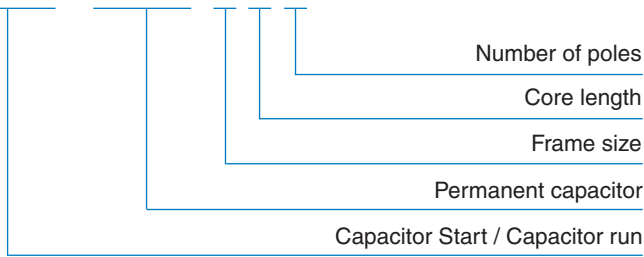 Number of poles
Core length
Frame size
Permanent capacitor
Capacitor Start / Capacitor run